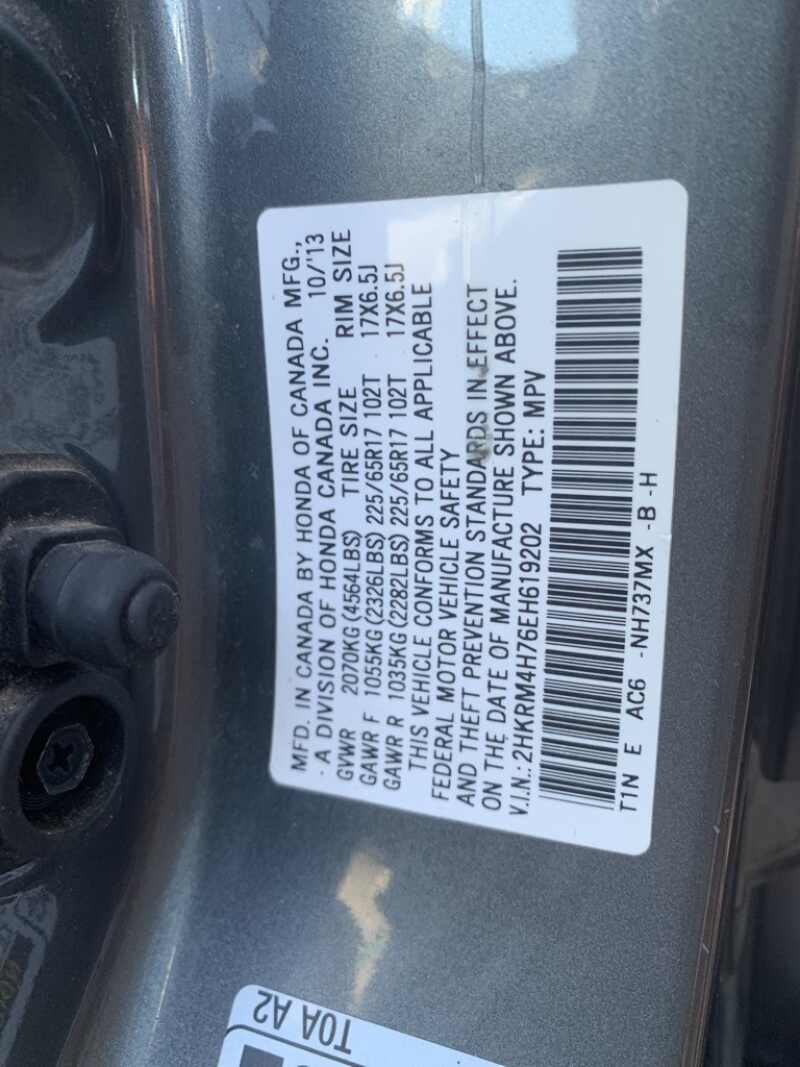 MFD. IN CANADA BY HONDA OF CANADA MFG.,
- A DIVISION OF HONDA CANADA INC. 10/'13
GVWR 2070KG(4564LBS) TIRE SIZE RIM SIZE
GAWR F 1055KG(2326LBS) 225/65R17 102T 17X6.5J
GAWR R 1035KG(2282LBS) 225/65R17 102T 17X6.5J
THIS VEHICLE CONFORMS TO ALL APPLICABLE
FEDERAL MOTOR VEHICLE SAFETY
AND THEFT PREVENTION STANDARDS IN EFFECT
ON THE DATE OF MANUFACTURE SHOWN ABOVE.
V.I.N.: 2HKRM4H76EH619202 TYPE: MPV
T1N E AC6 -NH737MX -B -H
T0A A2